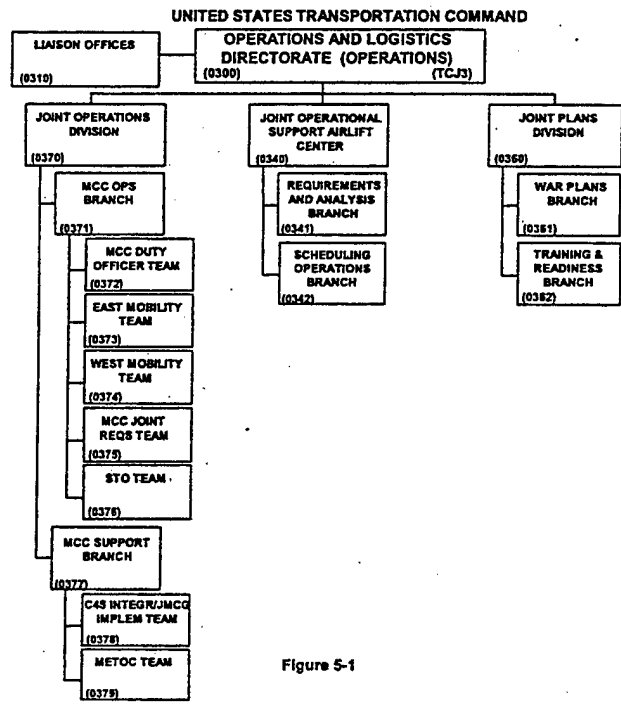 UNITED STATES TRANSPORTATION COMMAND
LIAISON OFFICES
(0310)
OPERATIONS AND LOGISTICS
DIRECTORATE (OPERATIONS)
(0300) (TCJ3)
JOINT OPERATIONS
DIVISION
(0370)
MCC OPS
BRANCH
(0371)
MCC DUTY
OFFICER TEAM
(0372)
EAST MOBILITY
TEAM
(0373)
WEST MOBILITY
TEAM
(0374)
MCC JOINT
REQS TEAM
(0375)
STO TEAM
(0376)
MCC SUPPORT
BRANCH
(0377)
C4S INTEGR/JMCG
IMPLEM TEAM
(0378)
METOC TEAM
(0379)
JOINT OPERATIONAL
SUPPORT AIRLIFT
CENTER
(0340)
REQUIREMENTS
AND ANALYSIS
BRANCH
(0341)
SCHEDULING
OPERATIONS
BRANCH
(0342)
JOINT PLANS
DIVISION
(0360)
WAR PLANS
BRANCH
(0361)
TRAINING &
READINESS
BRANCH
(0362)
Figure 5-1